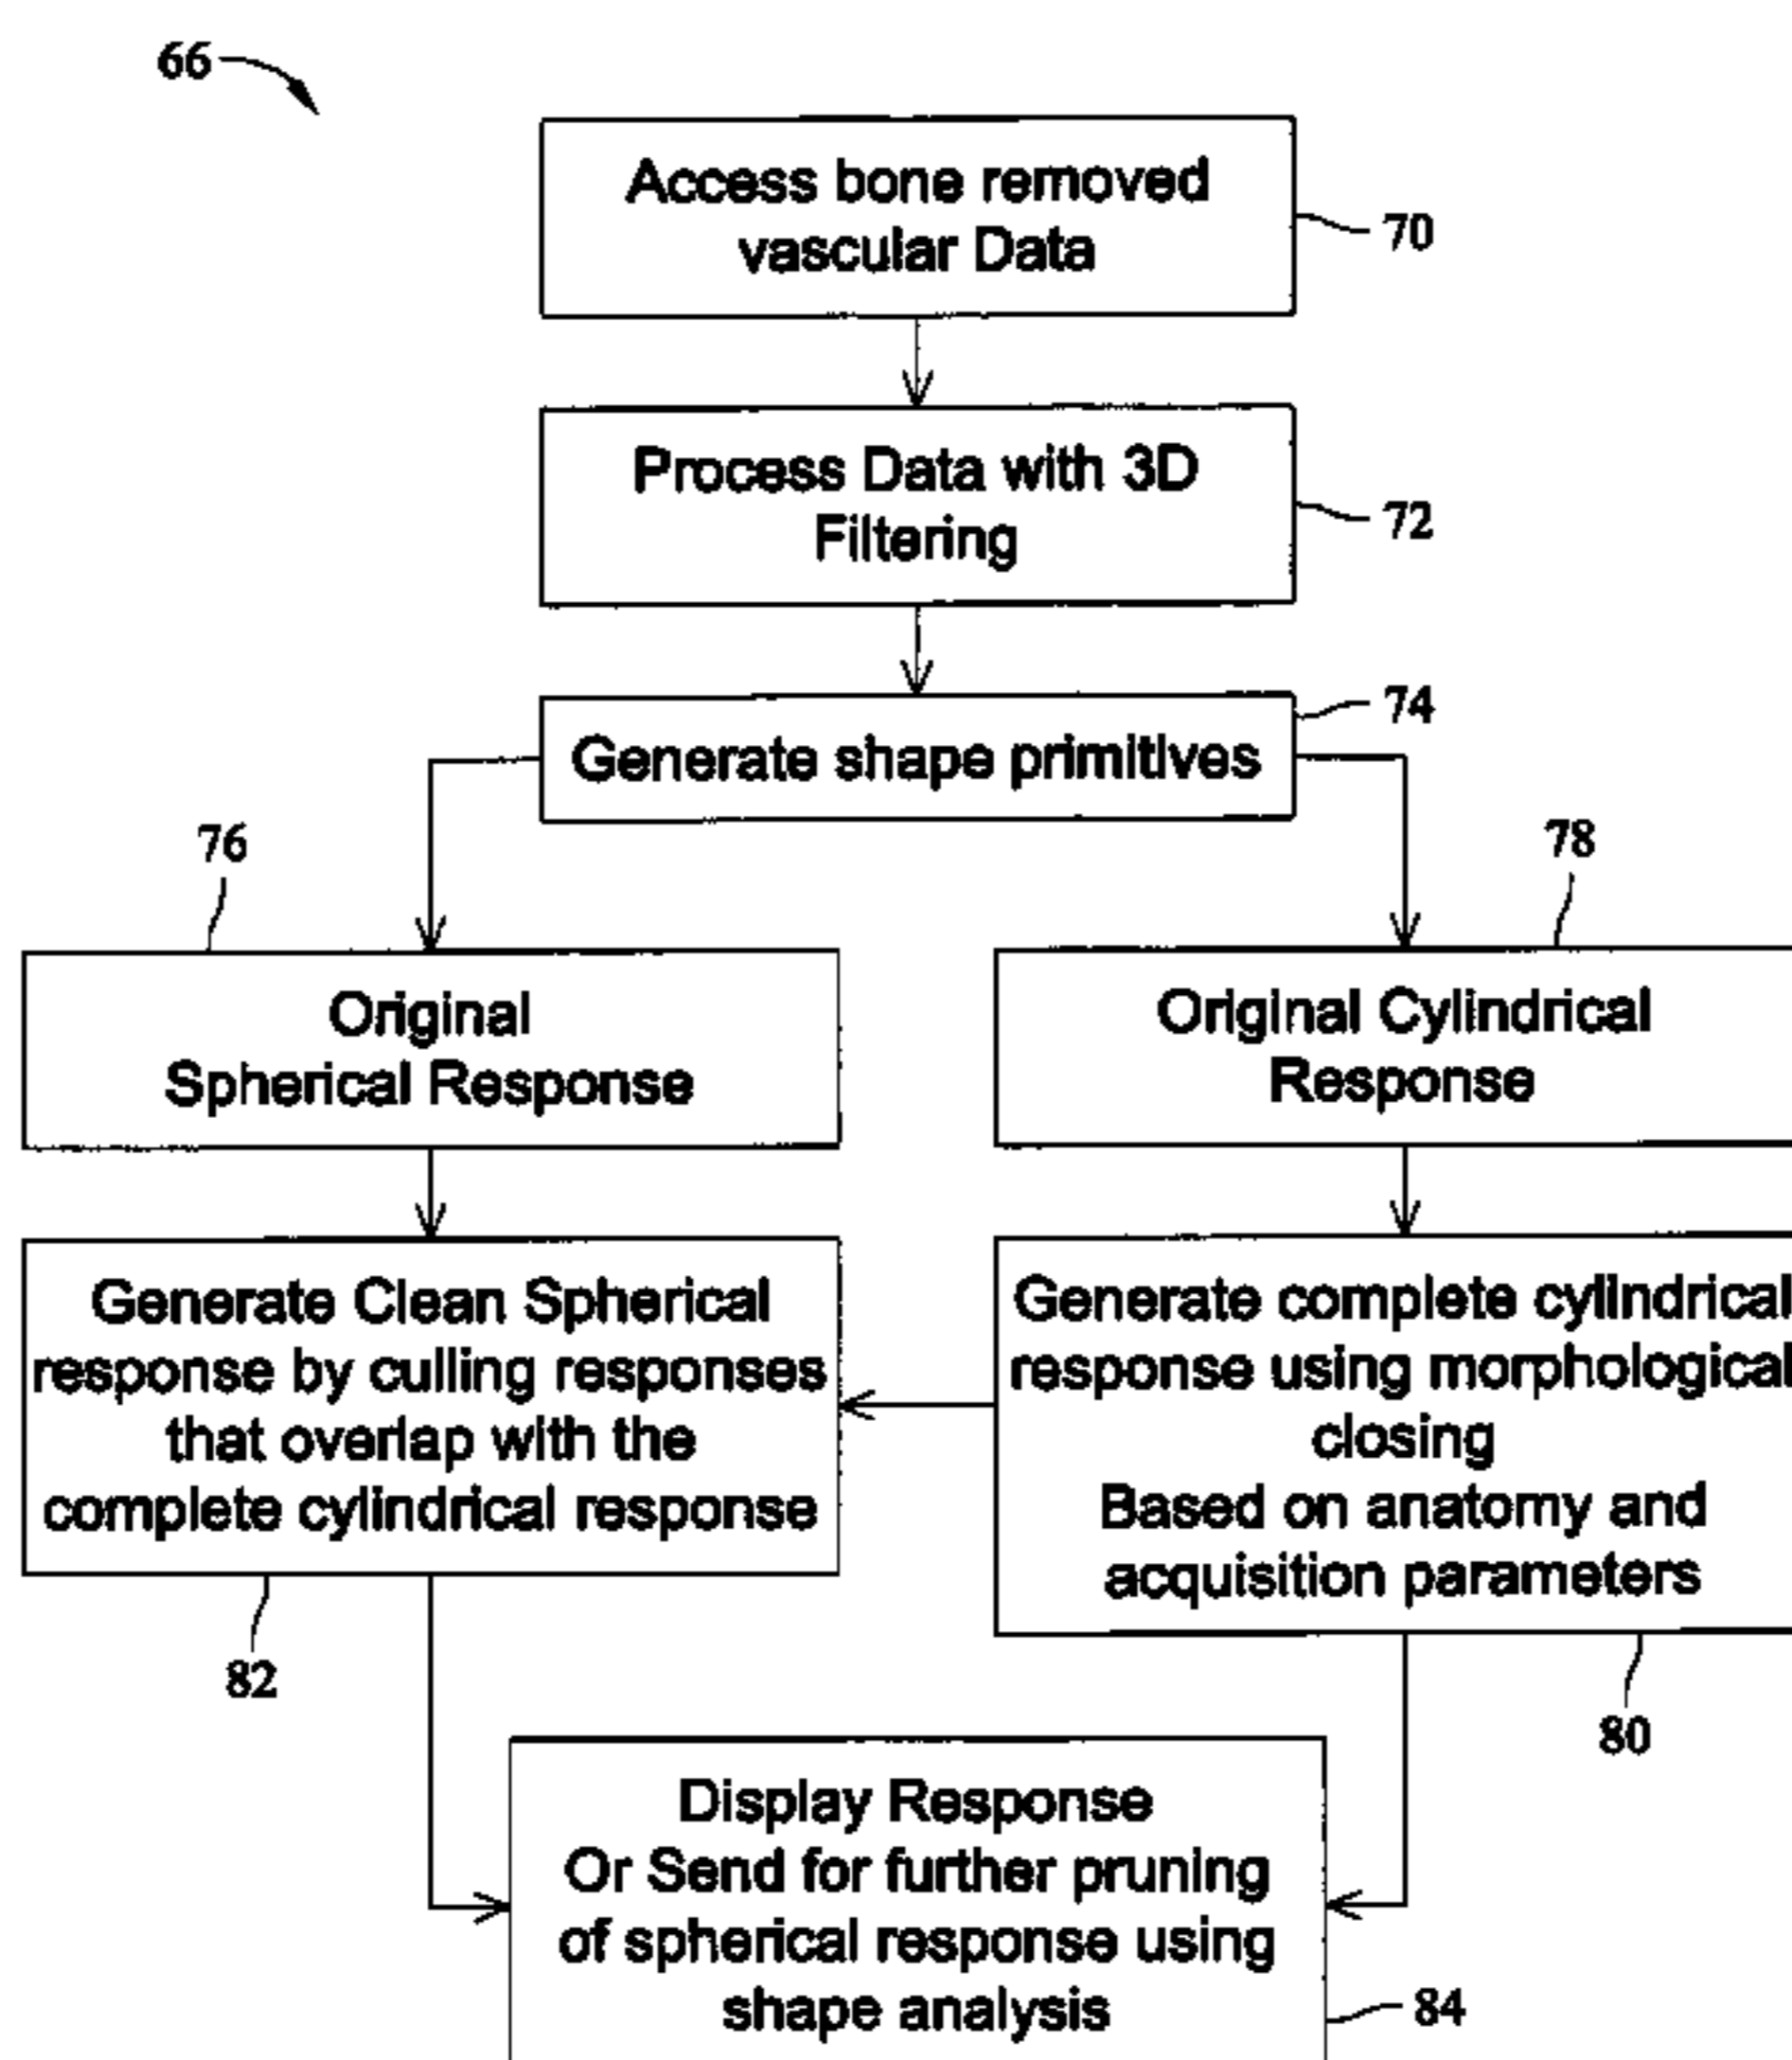 66
Access bone removed
vascular Data
70
Process Data with 3D
Filtering
72
Generate shape primitives
74
76
78
Original
Spherical Response
Original Cylindrical
Response
Generate Clean Spherical
response by culling responses
that overlap with the
complete cylindrical response
82
Generate complete cylindrical
response using morphological
closing
Based on anatomy and
acquisition parameters
80
Display Response
Or Send for further pruning
of spherical response using
shape analysis
84